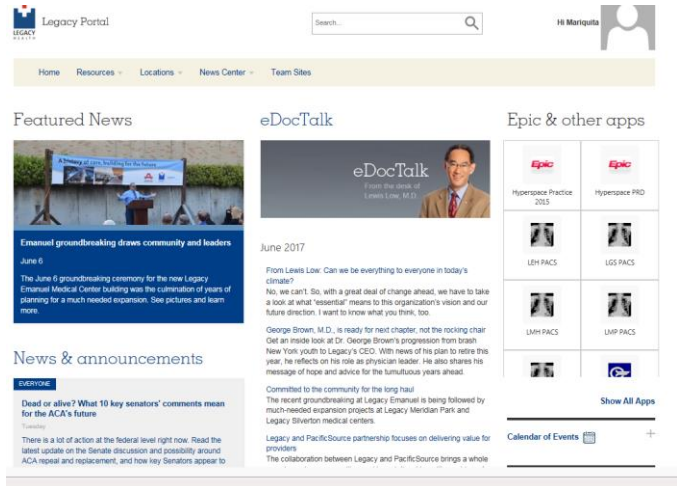 LEGACY
HEALTH
Legacy Portal
Search...
Hi Mariquita
Home Resources Locations News Center Team Sites
Featured News
A history at core, building for the future
Emanuel groundbreaking draws community and leaders
June 6
The June 6 groundbreaking ceremony for the new Legacy
Emanuel Medical Center building was the culmination of years of
planning for a much needed expansion. See pictures and learn
more.
News & announcements
EVERYONE
Dead or alive? What 10 key senators' comments mean
for the ACA's future
Tuesday
There is a lot of action at the federal level right now. Read the
latest update on the Senate discussion and possibility around
ACA repeal and replacement, and how key Senators appear to
eDocTalk
eDocTalk
From the desk of
Lewis Low, M.D.
June 2017
From Lewis Low: Can we be everything to everyone in today's
climate?
No, we can't. So, with a great deal of change ahead, we have to take
a look at what "essential" means to this organization's vision and our
future direction. I want to know what you think, too.
George Brown, M.D., is ready for next chapter, not the rocking chair
Get an inside look at Dr. George Brown's progression from brash
New York youth to Legacy's CEO. With news of his plan to retire this
year, he reflects on his role as physician leader. He also shares his
message of hope and advice for the tumultuous years ahead.
Committed to the community for the long haul
The recent groundbreaking at Legacy Emanuel is being followed by
much-needed expansion projects at Legacy Meridian Park and
Legacy Silverton medical centers.
Legacy and PacificSource partnership focuses on delivering value for
providers
The collaboration between Legacy and PacificSource brings a whole
Epic & other apps
Epic
Hyperspace Practice
2015
Epic
Hyperspace PRD
LEH PACS
LGS PACS
LMH PACS
LMP PACS
Show All Apps
Calendar of Events